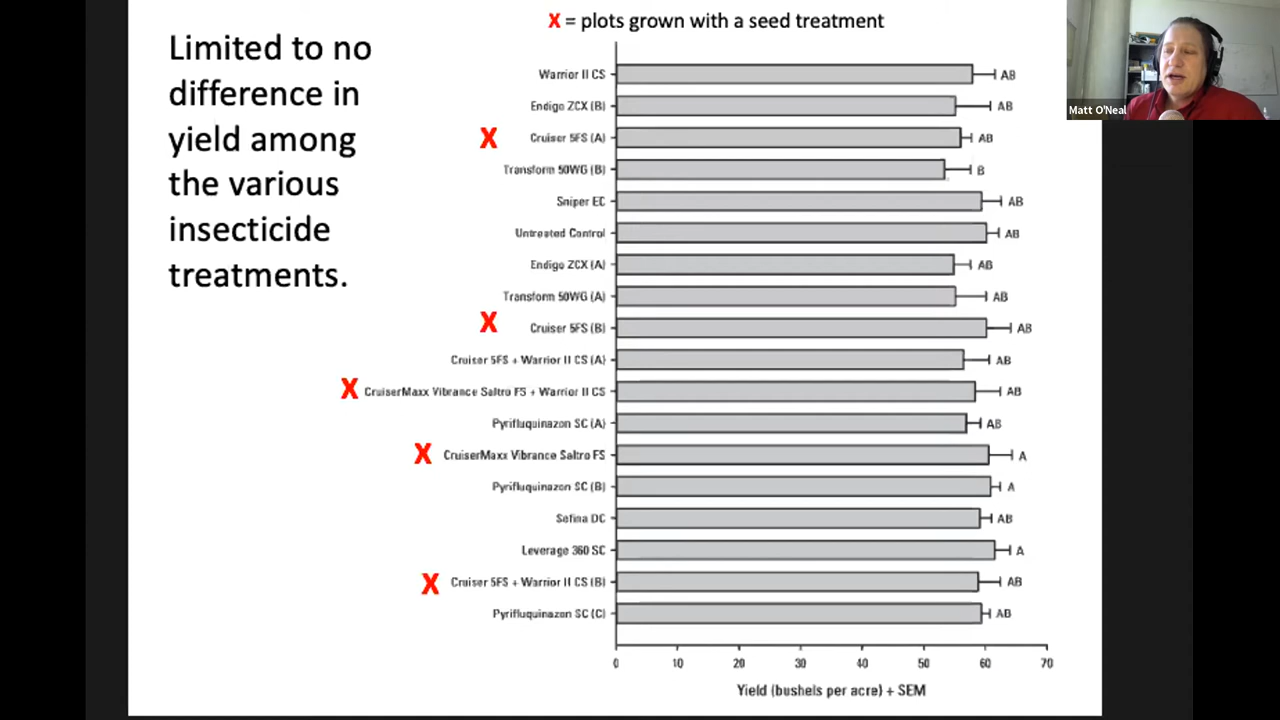 X = plots grown with a seed treatment
Limited to no
difference in
yield among
the various
insecticide
treatments.
Matt O'Neal
Warrior II CS AB
Endigo ZCX (B) AB
X Cruiser 5FS (A) AB
Transform 50WG (B) B
Sniper EC AB
Untreated Control AB
Endigo ZCX (A) AB
Transform 50WG (A) AB
X Cruiser 5FS (B) AB
Cruiser 5FS + Warrior II CS (A) AB
X CruiserMaxx Vibrance Saltro FS + Warrior II CS AB
Pyrifluquinazon SC (A) AB
X CruiserMaxx Vibrance Saltro FS A
Pyrifluquinazon SC (B) A
Sefina DC AB
Leverage 360 SC A
X Cruiser 5FS + Warrior II CS (B) AB
Pyrifluquinazon SC (C) AB
0 10 20 30 40 50 60 70
Yield (bushels per acre) + SEM